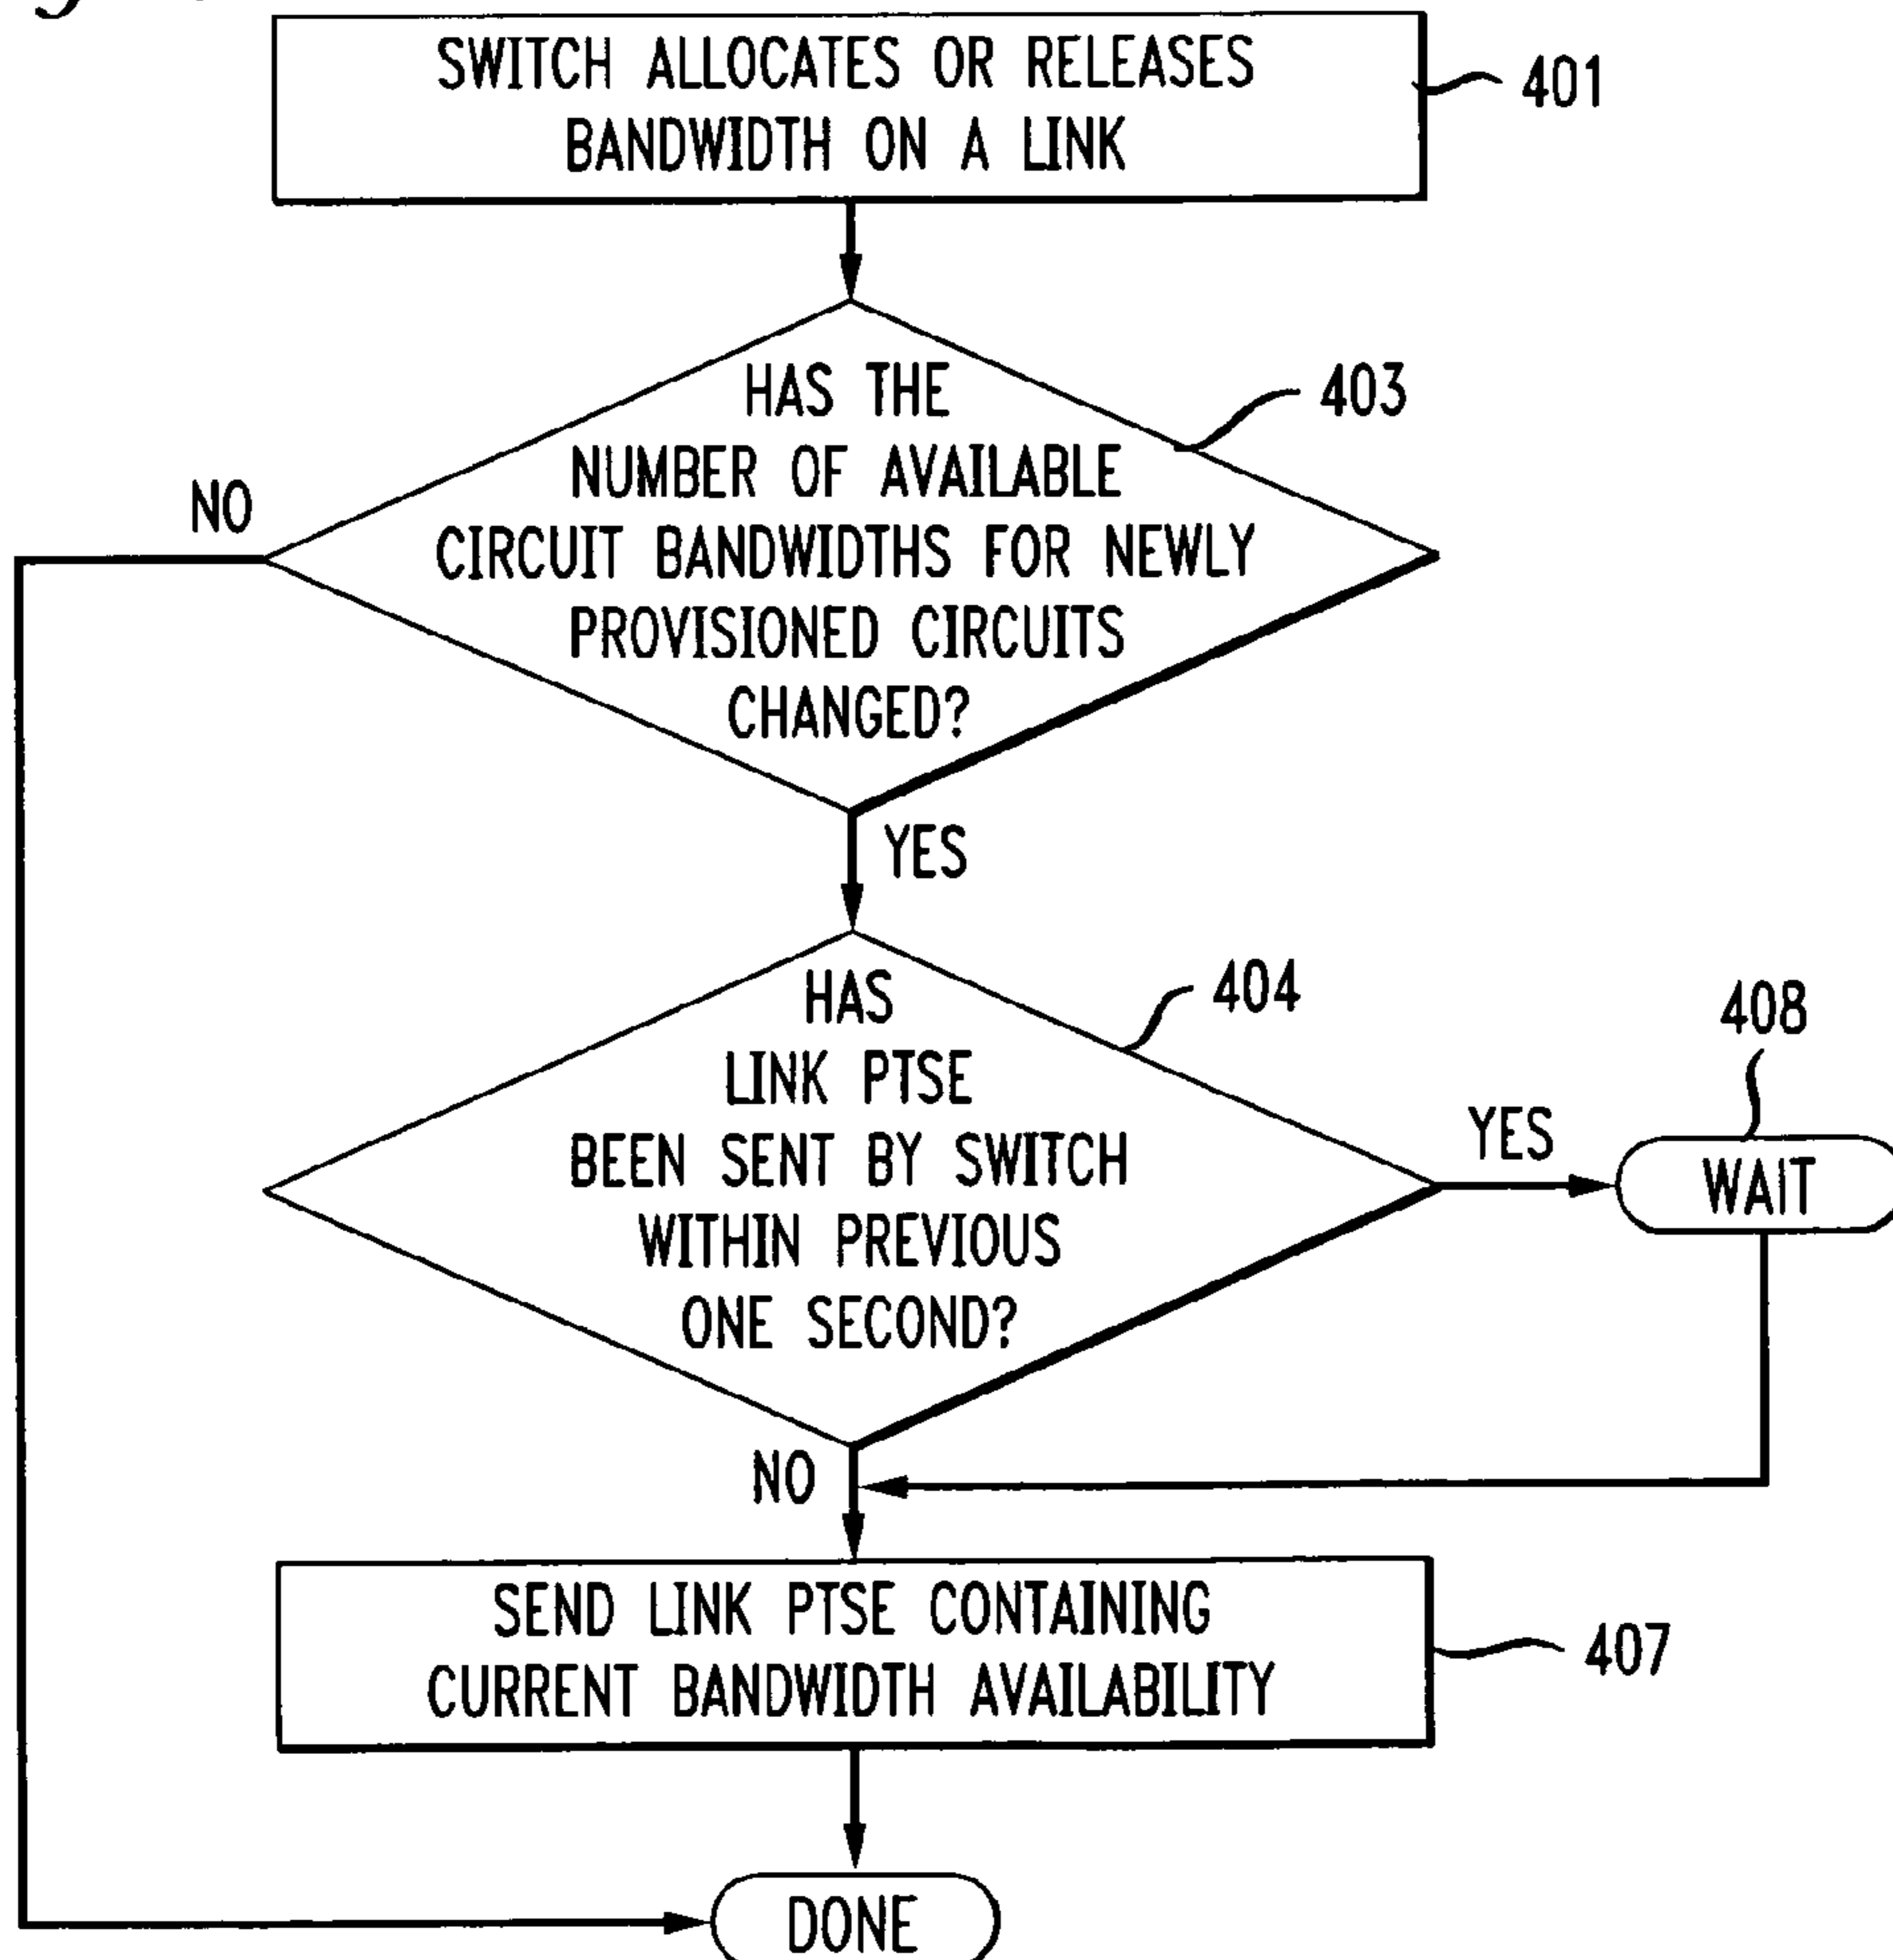 SWITCH ALLOCATES OR RELEASES
BANDWIDTH ON A LINK
401
HAS THE
NUMBER OF AVAILABLE
CIRCUIT BANDWIDTHS FOR NEWLY
PROVISIONED CIRCUITS
CHANGED?
403
NO
YES
HAS
LINK PTSE
BEEN SENT BY SWITCH
WITHIN PREVIOUS
ONE SECOND?
404
408
YES
WAIT
NO
SEND LINK PTSE CONTAINING
CURRENT BANDWIDTH AVAILABILITY
407
DONE